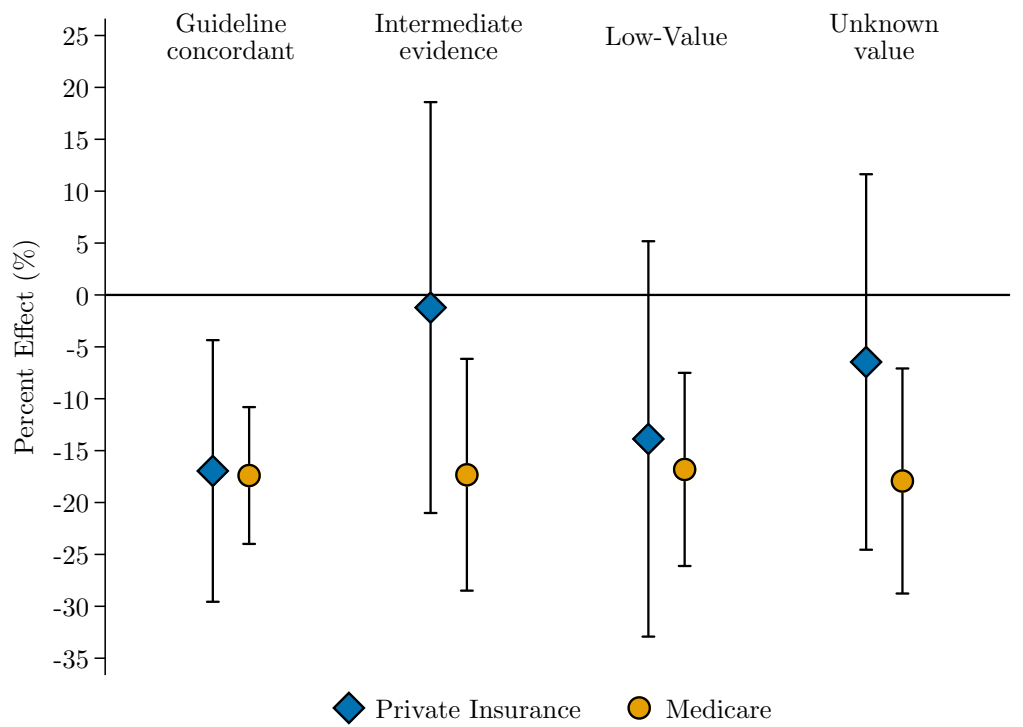 Guideline
concordant
Intermediate
evidence
Low-Value
Unknown
value
25
20
15
10
5
0
-5
-10
-15
-20
-25
-30
-35
Percent Effect (%)
Private Insurance
Medicare